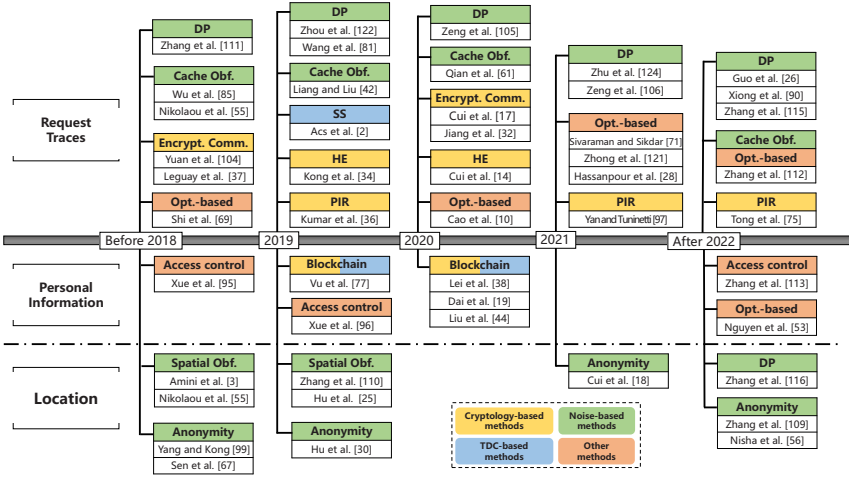 Request
Traces
DP
Zhang et al. [111]
Cache Obf.
Wu et al. [85]
Nikolaou et al. [55]
Encrypt. Comm.
Yuan et al. [104]
Leguay et al. [37]
Opt.-based
Shi et al. [69]
DP
Zhou et al. [122]
Wang et al. [81]
Cache Obf.
Liang and Liu [42]
SS
Acs et al. [2]
HE
Kong et al. [34]
PIR
Kumar et al. [36]
DP
Zeng et al. [105]
Cache Obf.
Qian et al. [61]
Encrypt. Comm.
Cui et al. [17]
Jiang et al. [32]
HE
Cui et al. [14]
Opt.-based
Cao et al. [10]
DP
Zhu et al. [124]
Zeng et al. [106]
Opt.-based
Sivaraman and Sikdar [71]
Zhong et al. [121]
Hassanpour et al. [28]
PIR
Yan and Tuninetti [97]
DP
Guo et al. [26]
Xiong et al. [90]
Zhang et al. [115]
Cache Obf.
Opt.-based
Zhang et al. [112]
PIR
Tong et al. [75]
Before 2018
2019
2020
2021
After 2022
Personal
Information
Access control
Xue et al. [95]
Blockchain
Vu et al. [77]
Access control
Xue et al. [96]
Blockchain
Lei et al. [38]
Dai et al. [19]
Liu et al. [44]
Access control
Zhang et al. [113]
Opt.-based
Nguyen et al. [53]
Location
Spatial Obf.
Amini et al. [3]
Nikolaou et al. [55]
Anonymity
Yang and Kong [99]
Sen et al. [67]
Spatial Obf.
Zhang et al. [110]
Hu et al. [25]
Anonymity
Hu et al. [30]
Anonymity
Cui et al. [18]
DP
Zhang et al. [116]
Anonymity
Zhang et al. [109]
Nisha et al. [56]
Cryptology-based
methods
Noise-based
methods
TDC-based
methods
Other
methods